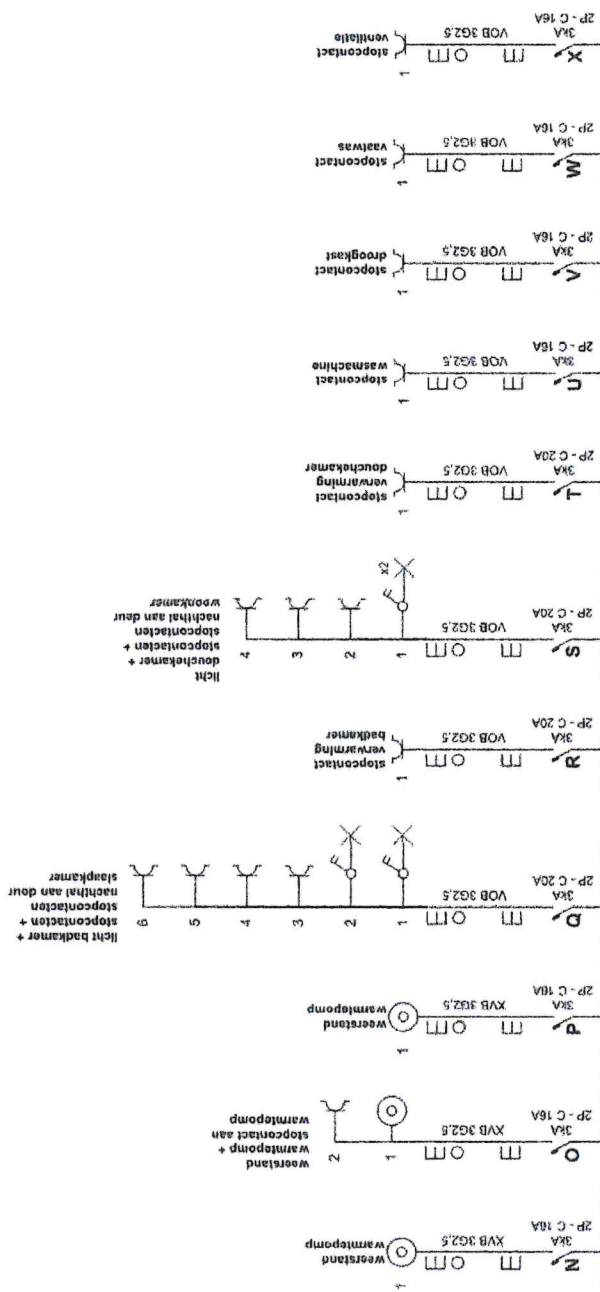 1
weerstand
warmtepomp
N
XVB 3G2,5
3kA
2P - C 16A
weerstand
warmtepomp +
stopcontact aan
warmtepomp
1
2
O
XVB 3G2,5
3kA
2P - C 16A
1
weerstand
warmtepomp
P
XVB 3G2,5
3kA
2P - C 16A
licht badkamer +
stopcontacten +
stopcontacten
nachthal aan deur
slaapkamer
1
2
3
4
5
6
Q
VOB 3G2,5
3kA
2P - C 20A
1
stopcontact
verwarming
badkamer
R
VOB 3G2,5
3kA
2P - C 20A
licht
douchekamer +
stopcontacten +
stopcontacten
nachthal aan deur
woonkamer
1
2
3
4
x2
S
VOB 3G2,5
3kA
2P - C 20A
1
stopcontact
verwarming
douchekamer
T
VOB 3G2,5
3kA
2P - C 20A
1
stopcontact
wasmachine
U
VOB 3G2,5
3kA
2P - C 16A
1
stopcontact
droogkast
V
VOB 3G2,5
3kA
2P - C 16A
1
stopcontact
vaatwas
W
VOB 3G2,5
3kA
2P - C 16A
1
stopcontact
ventilatie
X
VOB 3G2,5
3kA
2P - C 16A